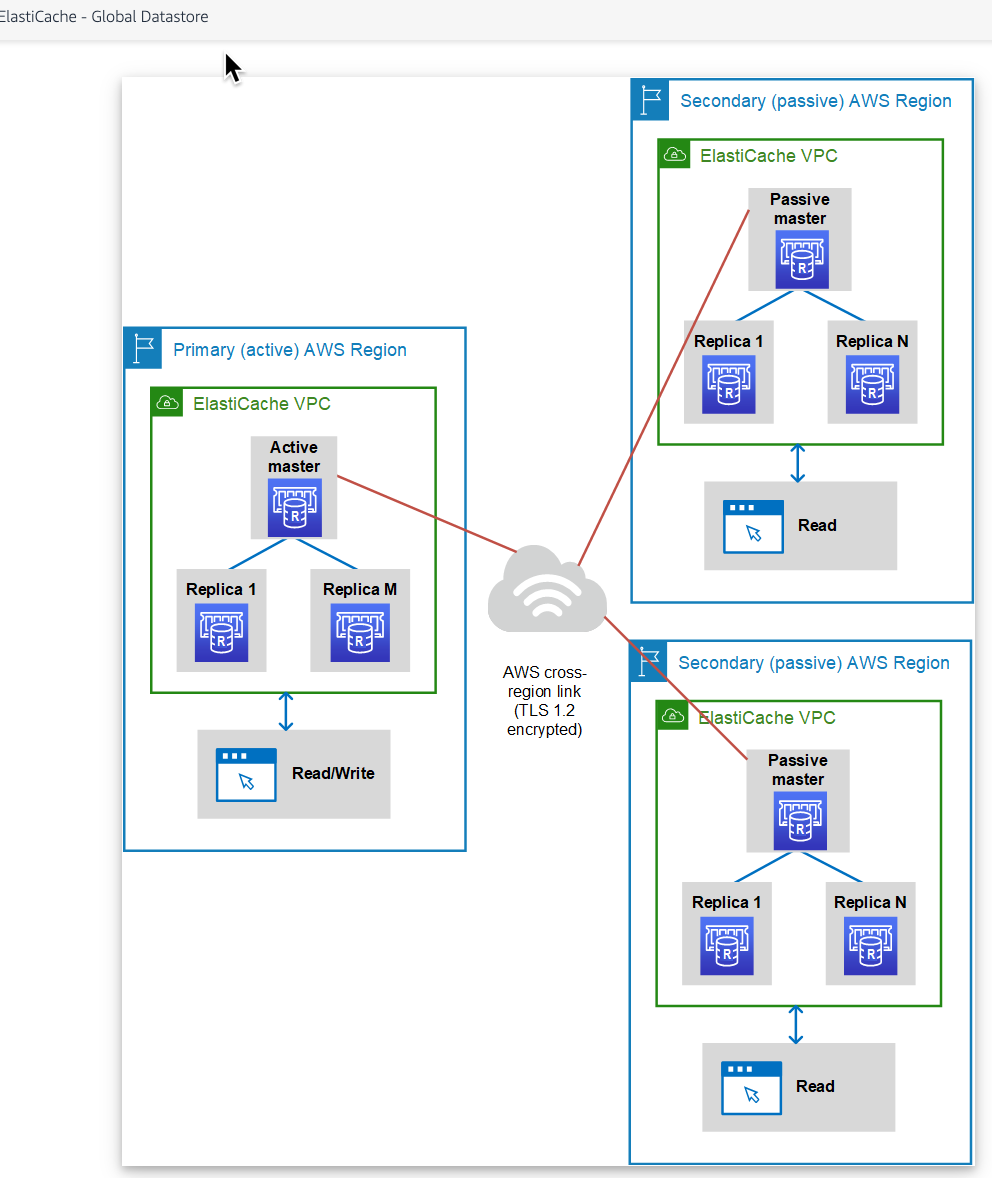 ElastiCache - Global Datastore
Secondary (passive) AWS Region
ElastiCache VPC
Passive
master
R
Replica 1
Replica N
R
R
Read
Primary (active) AWS Region
ElastiCache VPC
Active
master
R
Replica 1
Replica M
R
R
Read/Write
AWS cross-
region link
(TLS 1.2
encrypted)
Secondary (passive) AWS Region
ElastiCache VPC
Passive
master
R
Replica 1
Replica N
R
R
Read